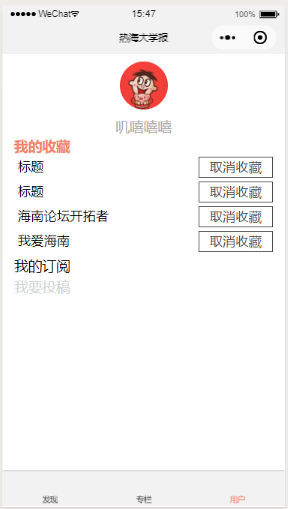 WeChat 15:47 100%
热海大学报
叽嘻嘻嘻
我的收藏
标题 取消收藏
标题 取消收藏
海南论坛开拓者 取消收藏
我爱海南 取消收藏
我的订阅
我要投稿
发现 专栏 用户